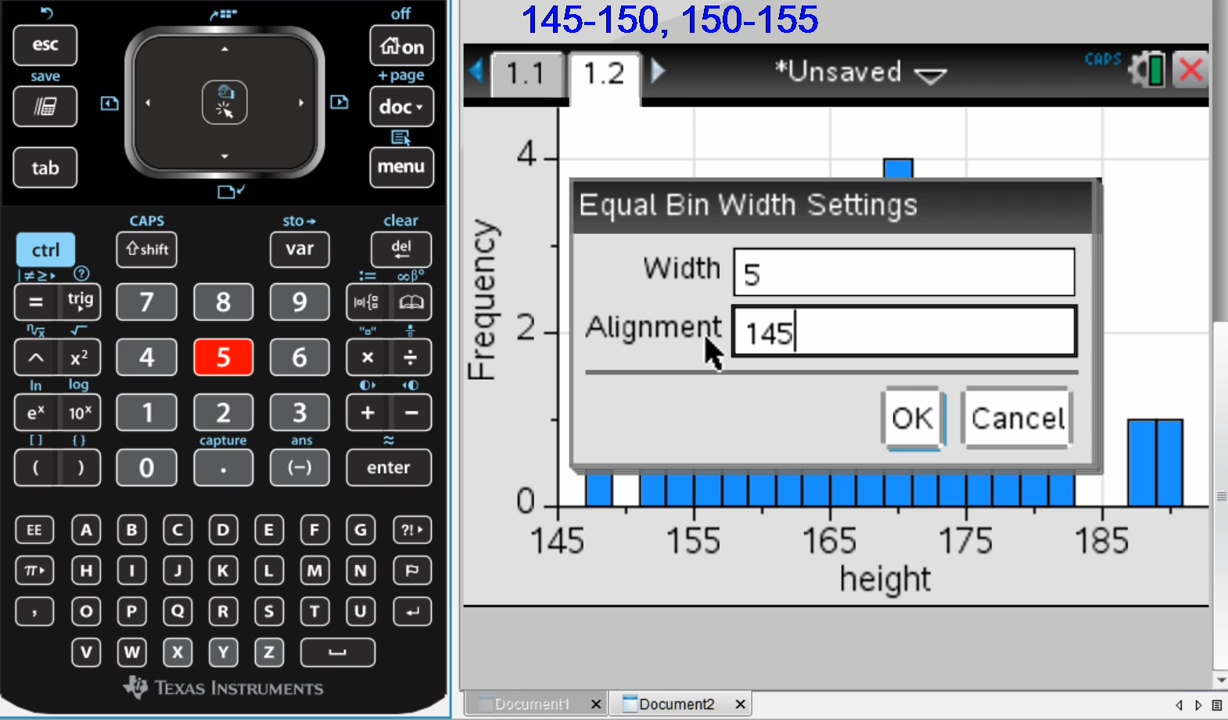 145-150, 150-155
off
esc
on
save
+ page
doc
tab
menu
CAPS
sto→
clear
ctrl
⇧shift
var
del
|≠≥▸
?
:=
∞β°
=
trig
7
8
9
ⁿ√x
√
"▫"
^
x²
4
5
6
×
÷
ln
log
eˣ
10ˣ
1
2
3
+
−
[ ]
{ }
capture
ans
≈
(
)
0
.
(−)
enter
EE
A
B
C
D
E
F
G
?!▸
π▸
H
I
J
K
L
M
N
,
O
P
Q
R
S
T
U
V
W
X
Y
Z
TEXAS INSTRUMENTS
1.1
1.2
*Unsaved
CAPS
Equal Bin Width Settings
Width
5
Alignment
145
OK
Cancel
Frequency
4
2
0
145
155
165
175
185
height
Document1
Document2